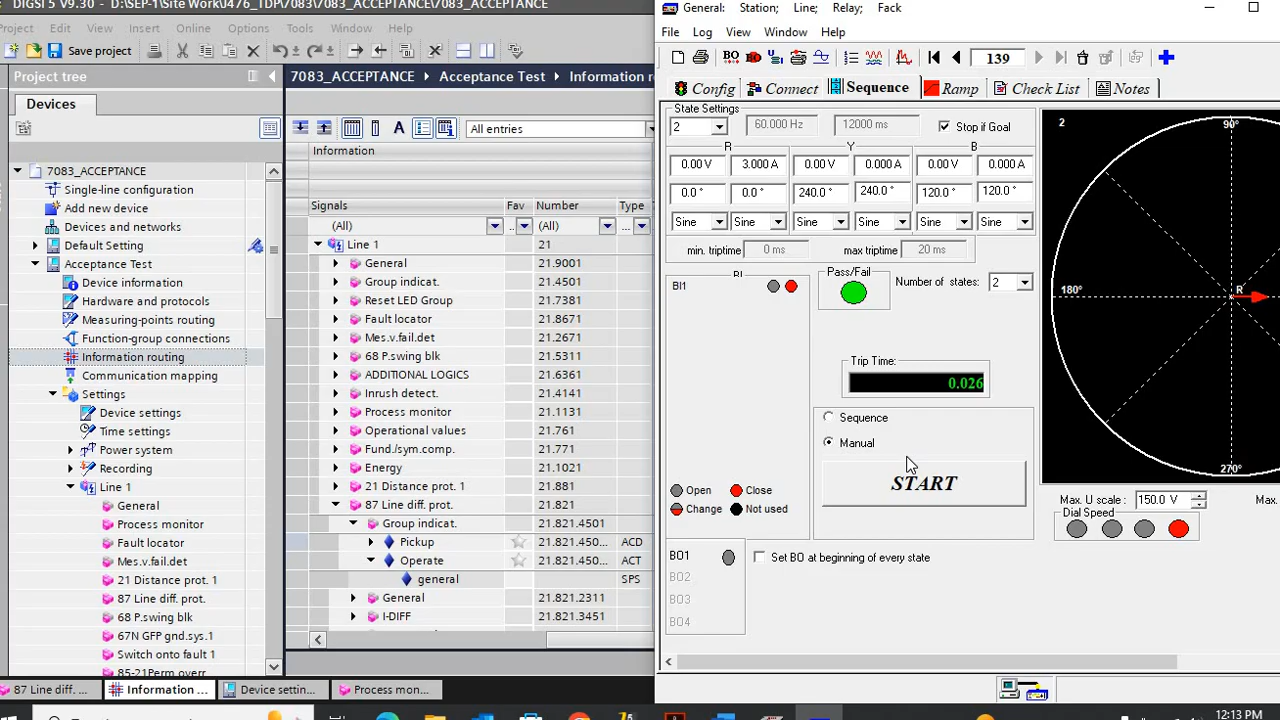 DIGSI 5 V9.30 - D:\SEP-1\Site Work\0476_TDP\7083\7083_ACCEPTANCE\7083_ACCEPTANCE
Project Edit View Insert Online Options Tools Window Help
Save project
Project tree
Devices
7083_ACCEPTANCE
Single-line configuration
Add new device
Devices and networks
Default Setting
Acceptance Test
Device information
Hardware and protocols
Measuring-points routing
Function-group connections
Information routing
Communication mapping
Settings
Device settings
Time settings
Power system
Recording
Line 1
General
Process monitor
Fault locator
Mes.v.fail.det
21 Distance prot. 1
87 Line diff. prot.
68 P.swing blk
67N GFP gnd.sys.1
Switch onto fault 1
85-21Perm.overr
7083_ACCEPTANCE Acceptance Test Information ro
All entries
Information
Signals Fav Number Type
(All) .. (All) ...
Line 1 21
General 21.9001
Group indicat. 21.4501
Reset LED Group 21.7381
Fault locator 21.8671
Mes.v.fail.det 21.2671
68 P.swing blk 21.5311
ADDITIONAL LOGICS 21.6361
Inrush detect. 21.4141
Process monitor 21.1131
Operational values 21.761
Fund./sym.comp. 21.771
Energy 21.1021
21 Distance prot. 1 21.881
87 Line diff. prot. 21.821
Group indicat. 21.821.4501
Pickup 21.821.450... ACD
Operate 21.821.450... ACT
general SPS
General 21.821.2311
I-DIFF 21.821.3451
87 Line diff. ... Information ... Device settin... Process mon...
General: Station; Line; Relay; Fack
File Log View Window Help
BO BO 139
Config Connect Sequence Ramp Check List Notes
State Settings
2 60.000 Hz 12000 ms Stop if Goal
R Y B
0.00 V 3.000 A 0.00 V 0.000 A 0.00 V 0.000 A
0.0 ° 0.0 ° 240.0 ° 240.0 ° 120.0 ° 120.0 °
Sine Sine Sine Sine Sine Sine
min. triptime 0 ms max triptime 20 ms
BI
BI1
Pass/Fail
Number of states: 2
Trip Time:
0.026
Sequence
Manual
START
Open Close
Change Not used
BO1 Set BO at beginning of every state
BO2
BO3
BO4
2
90°
180°
R
270°
Max. U scale: 150.0 V Max.
Dial Speed
12:13 PM